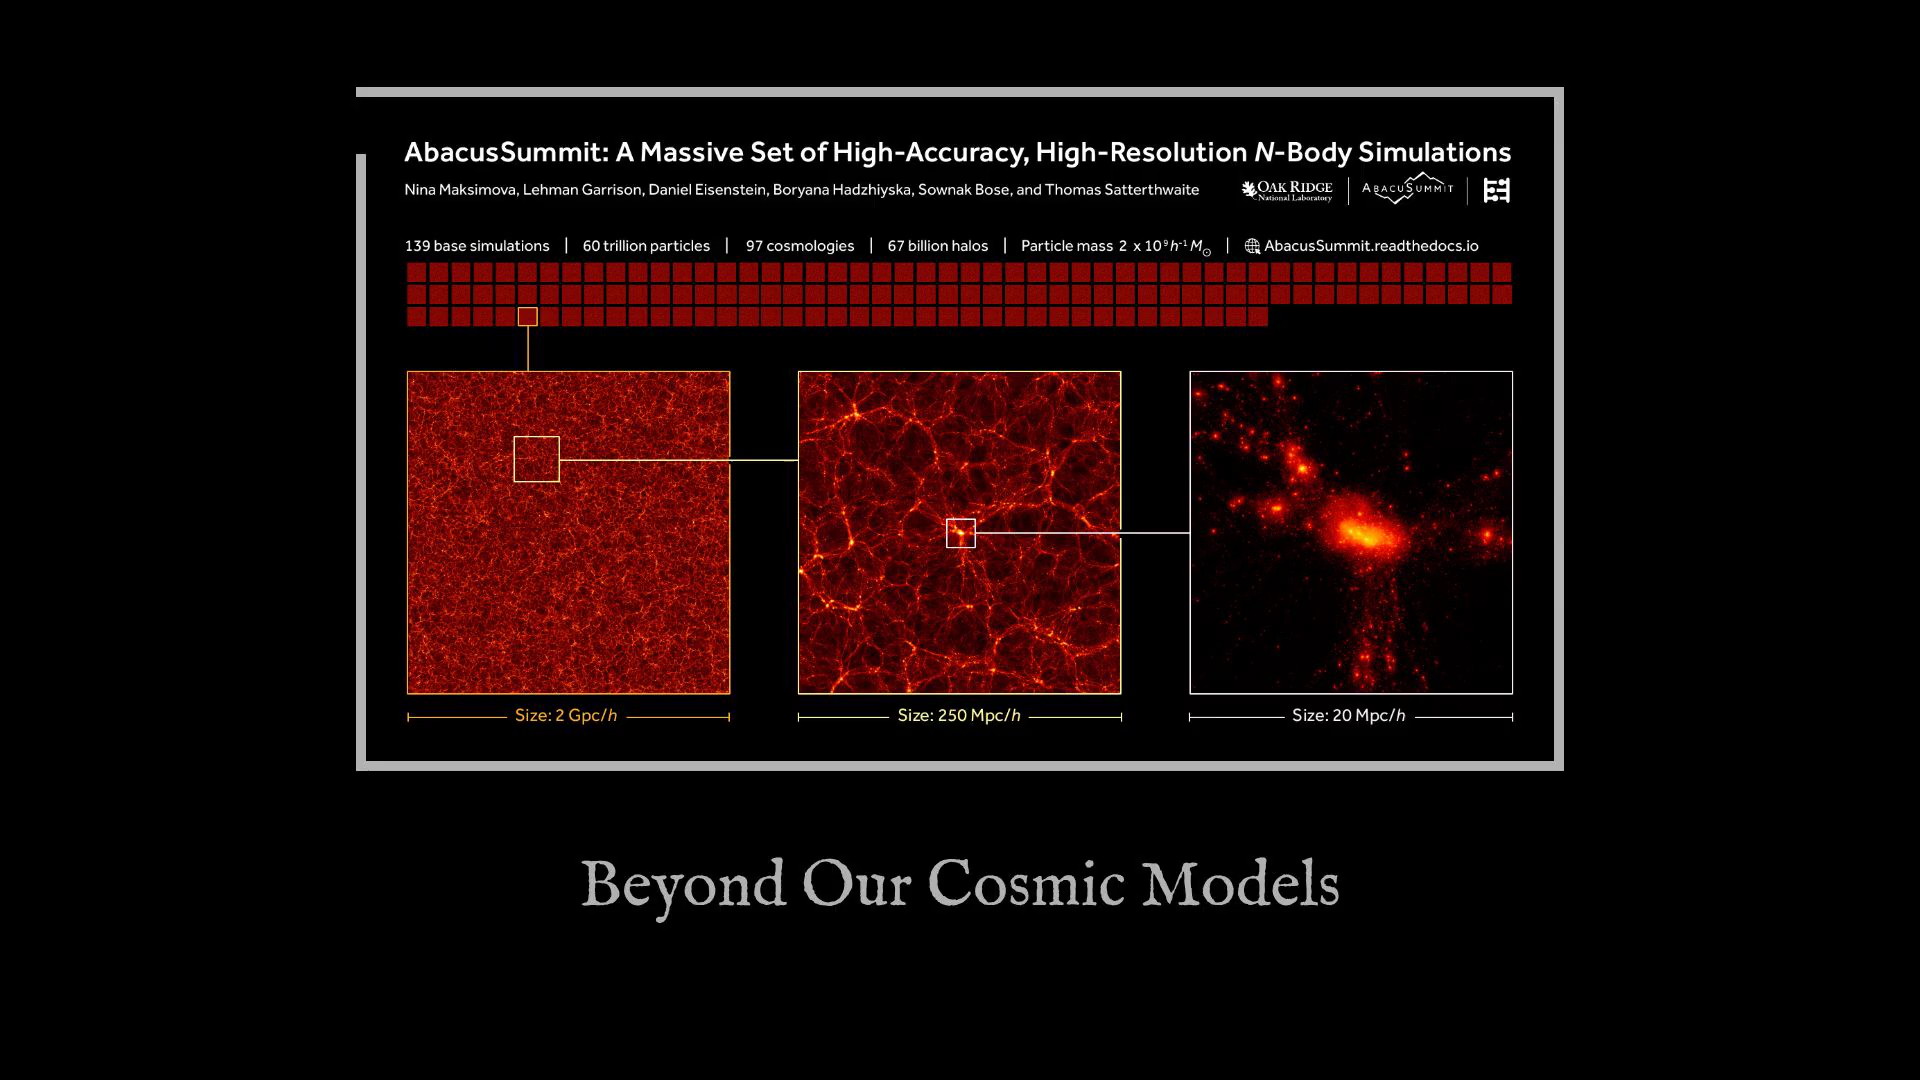 AbacusSummit: A Massive Set of High-Accuracy, High-Resolution N-Body Simulations
Nina Maksimova, Lehman Garrison, Daniel Eisenstein, Boryana Hadzhiyska, Sownak Bose, and Thomas Satterthwaite
OAK RIDGE
National Laboratory
ABACUSUMMIT
139 base simulations | 60 trillion particles | 97 cosmologies | 67 billion halos | Particle mass 2 x 10⁹ h⁻¹ M☉ | AbacusSummit.readthedocs.io
Size: 2 Gpc/h
Size: 250 Mpc/h
Size: 20 Mpc/h
Beyond Our Cosmic Models